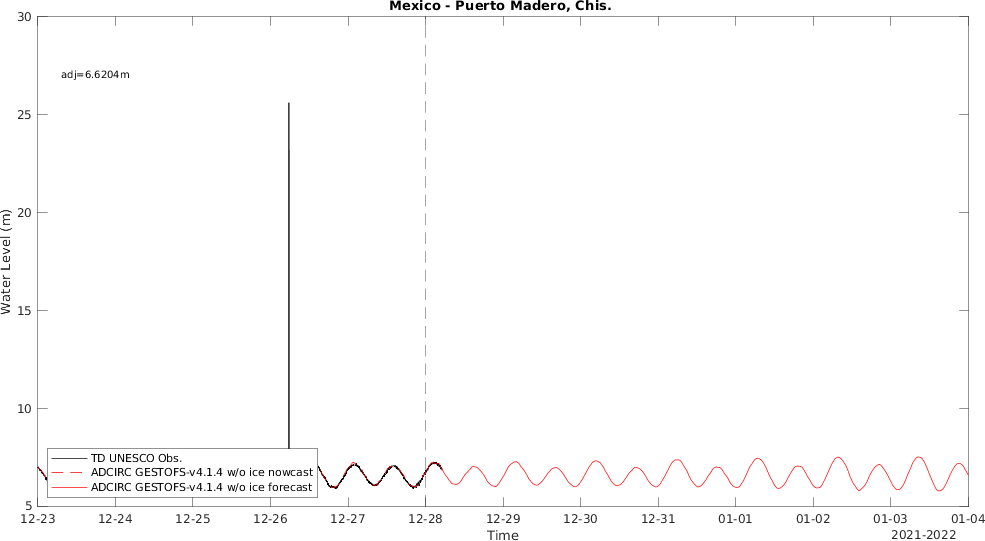 Mexico - Puerto Madero, Chis.
30
adj=6.6204m
25
20
Water Level (m)
15
10
TD UNESCO Obs.
ADCIRC GESTOFS-v4.1.4 w/o ice nowcast
ADCIRC GESTOFS-v4.1.4 w/o ice forecast
5
12-23 12-24 12-25 12-26 12-27 12-28 12-29 12-30 12-31 01-01 01-02 01-03 01-04
Time
2021-2022